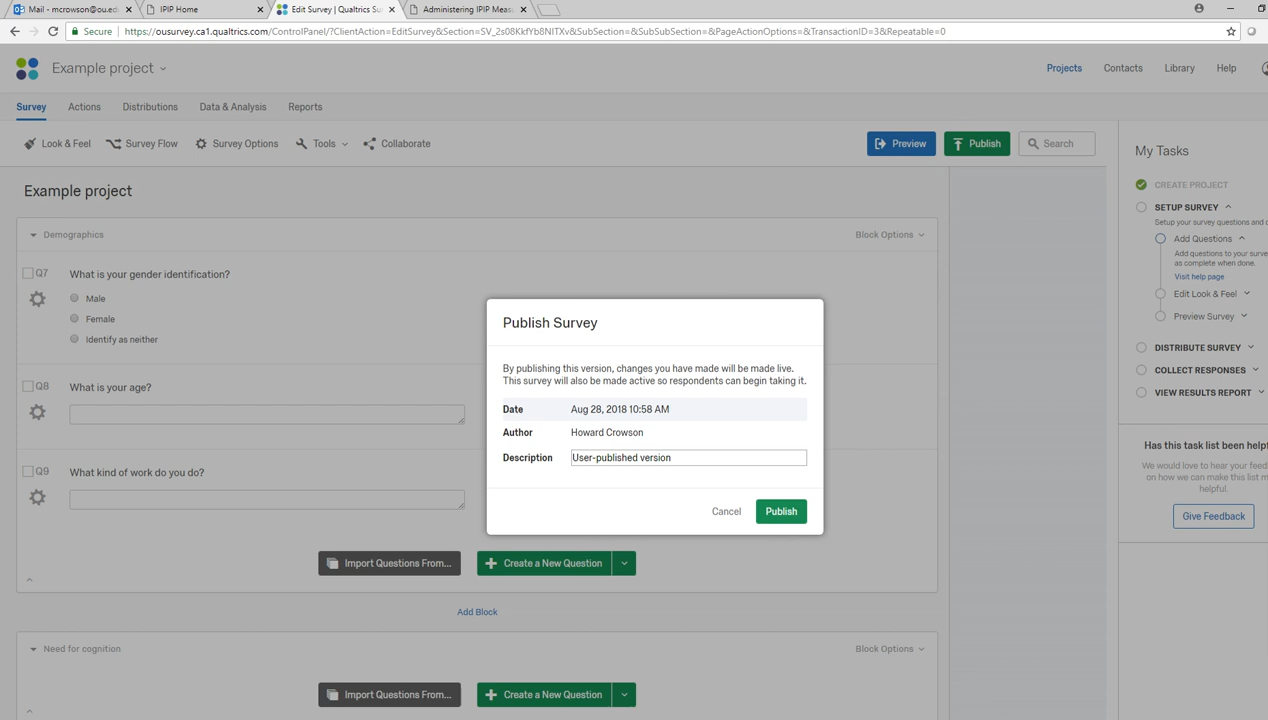 Mail - mcrowson@ou.ed
IPIP Home
Edit Survey | Qualtrics Su
Administering IPIP Meas
Secure
https://ousurvey.ca1.qualtrics.com/ControlPanel/?ClientAction=EditSurvey&Section=SV_2s08KkfYb8NITXv&SubSection=&SubSubSection=&PageActionOptions=&TransactionID=3&Repeatable=0
Example project
Projects Contacts Library Help
Survey Actions Distributions Data & Analysis Reports
Look & Feel Survey Flow Survey Options Tools Collaborate
Preview Publish Search
Example project
Demographics Block Options
Q7 What is your gender identification?
Male
Female
Identify as neither
Q8 What is your age?
Q9 What kind of work do you do?
Import Questions From... Create a New Question
Add Block
Need for cognition Block Options
Import Questions From... Create a New Question
Publish Survey
By publishing this version, changes you have made will be made live.
This survey will also be made active so respondents can begin taking it.
Date Aug 28, 2018 10:58 AM
Author Howard Crowson
Description User-published version
Cancel Publish
My Tasks
CREATE PROJECT
SETUP SURVEY
Setup your survey questions and
Add Questions
Add questions to your surve
as complete when done.
Visit help page
Edit Look & Feel
Preview Survey
DISTRIBUTE SURVEY
COLLECT RESPONSES
VIEW RESULTS REPORT
Has this task list been helpf
We would love to hear your feed
on how we can make this list m
helpful.
Give Feedback